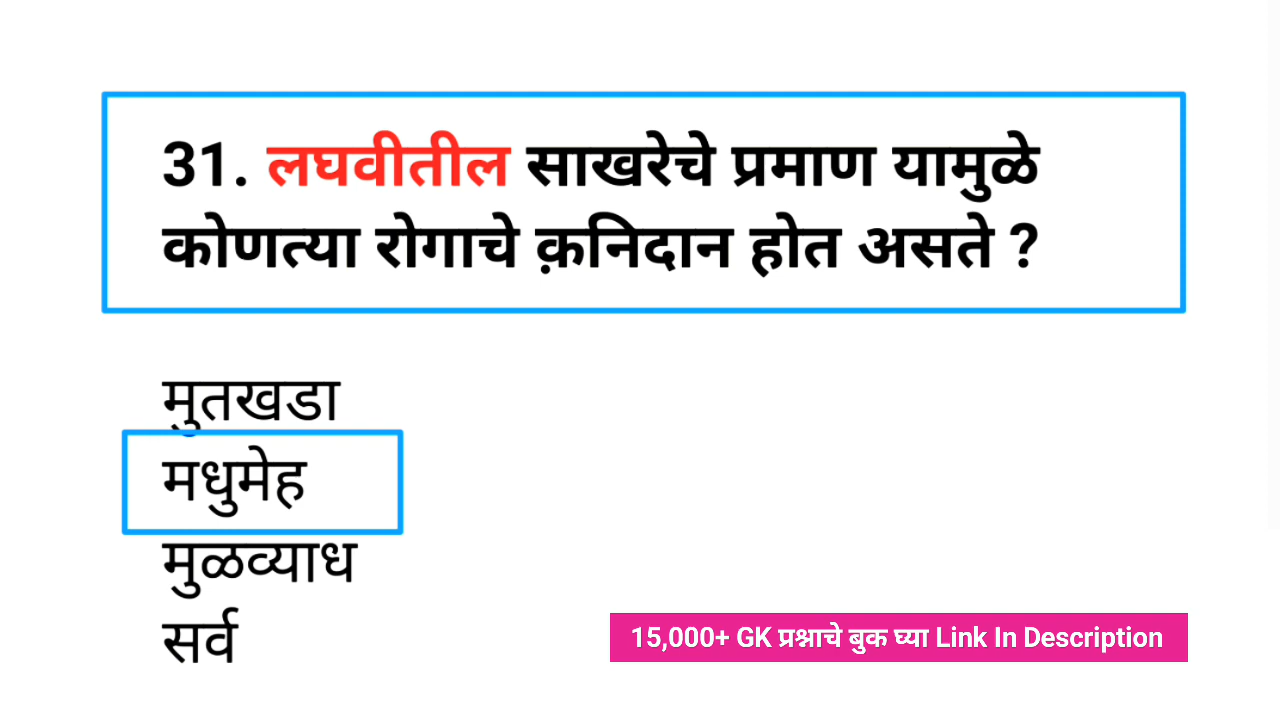 31. लघवीतील साखरेचे प्रमाण यामुळे
कोणत्या रोगाचे क़निदान होत असते ?
मुतखडा
मधुमेह
मुळव्याध
सर्व
15,000+ GK प्रश्नाचे बुक घ्या Link In Description